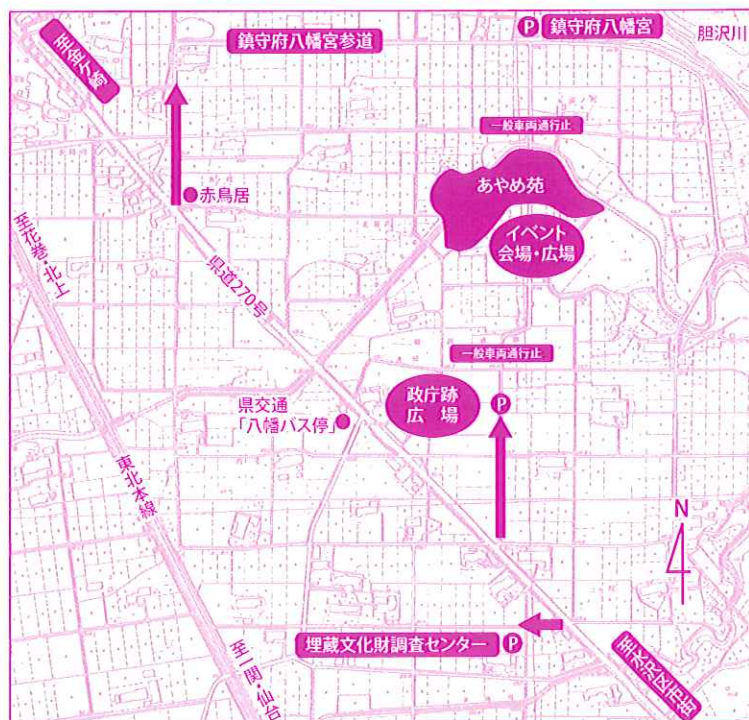 至金ケ崎
鎮守府八幡宮参道
P 鎮守府八幡宮
胆沢川
一般車両通行止
あやめ苑
赤鳥居
イベント
会場・広場
至花巻・北上
県道270号
一般車両通行止
政庁跡
広場
P
県交通
「八幡バス停」
東北本線
N
埋蔵文化財調査センター P
至一関・仙台
至水沢区市街